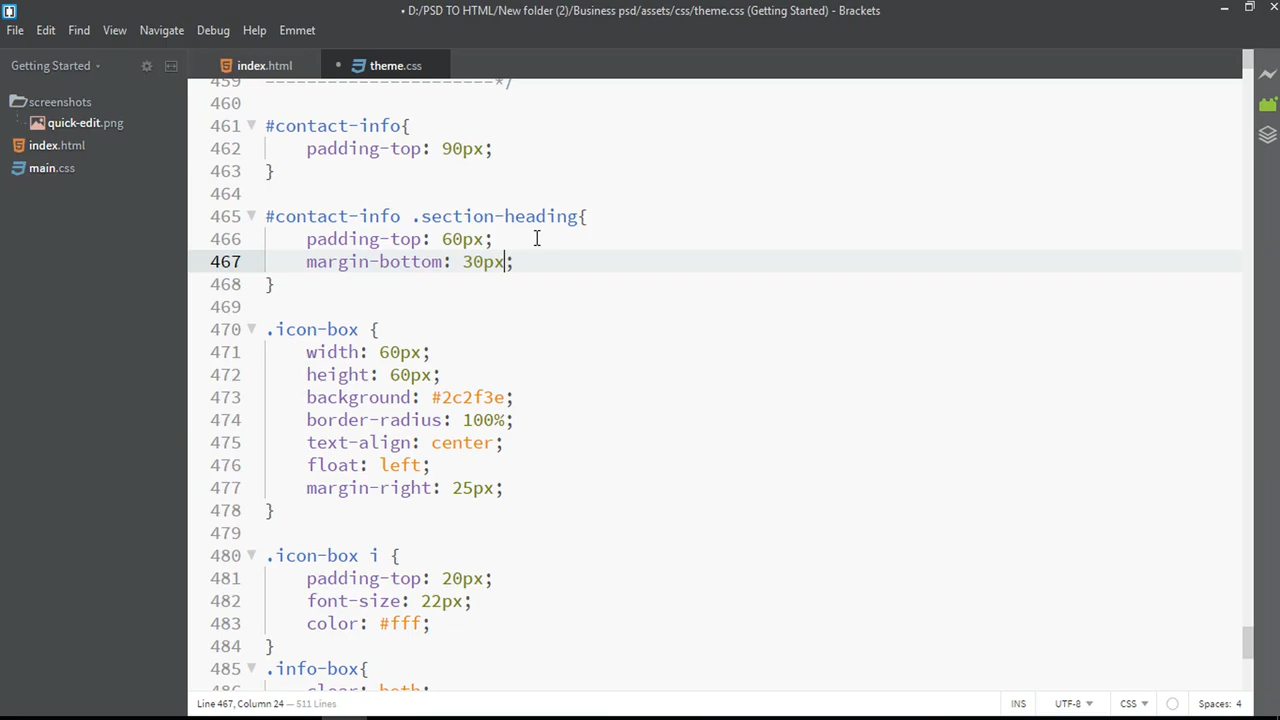 • D:/PSD TO HTML/New folder (2)/Business psd/assets/css/theme.css (Getting Started) - Brackets
File Edit Find View Navigate Debug Help Emmet
Getting Started
index.html
• theme.css
screenshots
quick-edit.png
index.html
main.css
459 ----------------------*/
460
461 #contact-info{
462 padding-top: 90px;
463 }
464
465 #contact-info .section-heading{
466 padding-top: 60px;
467 margin-bottom: 30px;
468 }
469
470 .icon-box {
471 width: 60px;
472 height: 60px;
473 background: #2c2f3e;
474 border-radius: 100%;
475 text-align: center;
476 float: left;
477 margin-right: 25px;
478 }
479
480 .icon-box i {
481 padding-top: 20px;
482 font-size: 22px;
483 color: #fff;
484 }
485 .info-box{
486 clear: both;
Line 467, Column 24 — 511 Lines
INS UTF-8 CSS Spaces: 4